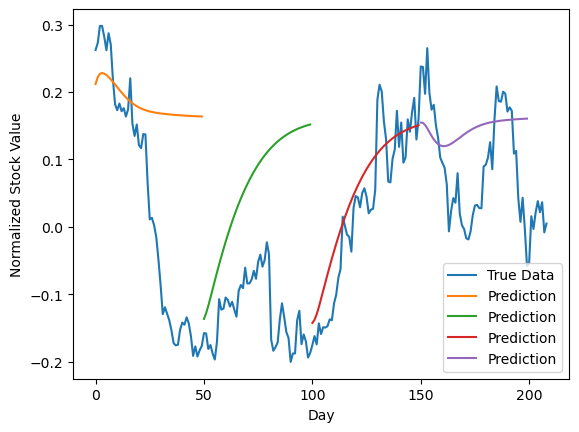 0.3
0.2
0.1
0.0
−0.1
−0.2
Normalized Stock Value
0
50
100
150
200
Day
True Data
Prediction
Prediction
Prediction
Prediction